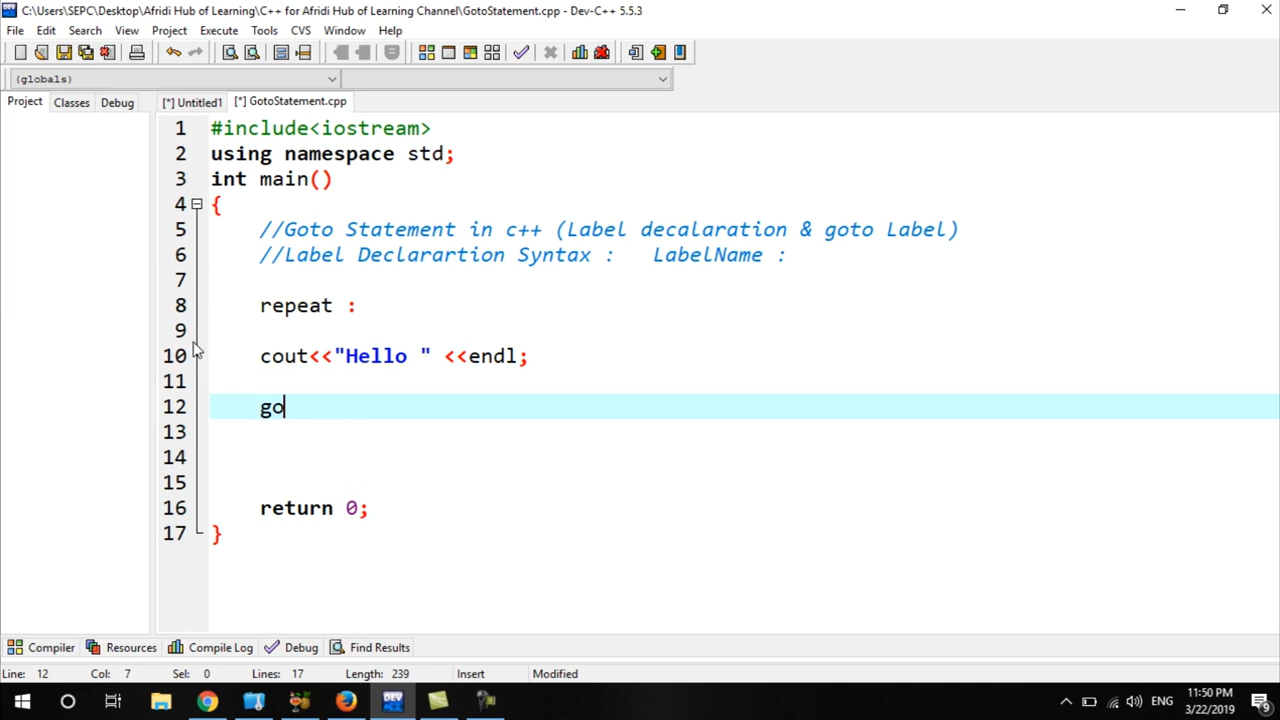 C:\Users\SEPC\Desktop\Afridi Hub of Learning\C++ for Afridi Hub of Learning Channel\GotoStatement.cpp - Dev-C++ 5.5.3
File Edit Search View Project Execute Tools CVS Window Help
(globals)
Project Classes Debug [*] Untitled1 [*] GotoStatement.cpp
1 #include<iostream>
2 using namespace std;
3 int main()
4 {
5 //Goto Statement in c++ (Label decalaration & goto Label)
6 //Label Declarartion Syntax : LabelName :
7
8 repeat :
9
10 cout<<"Hello " <<endl;
11
12 go
13
14
15
16 return 0;
17 }
Compiler Resources Compile Log Debug Find Results
Line: 12 Col: 7 Sel: 0 Lines: 17 Length: 239 Insert Modified
DEV ENG 11:50 PM
3/22/2019 9